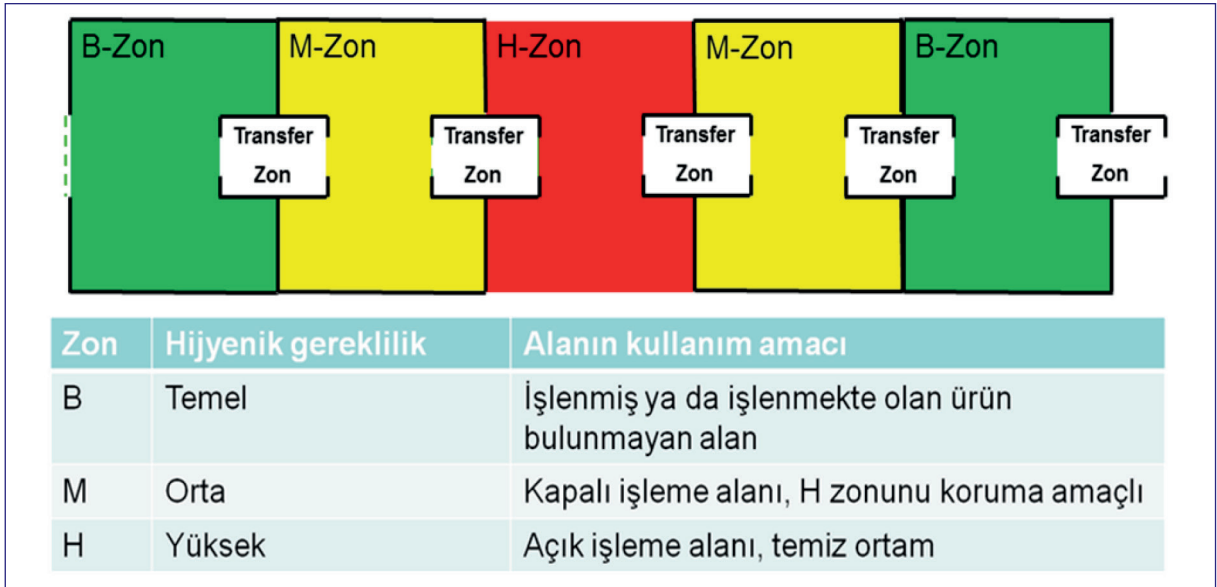 B-Zon M-Zon H-Zon M-Zon B-Zon
Transfer Transfer Transfer Transfer Transfer
Zon Zon Zon Zon Zon
Zon Hijyenik gereklilik Alanın kullanım amacı
B Temel İşlenmiş ya da işlenmekte olan ürün
bulunmayan alan
M Orta Kapalı işleme alanı, H zonunu koruma amaçlı
H Yüksek Açık işleme alanı, temiz ortam